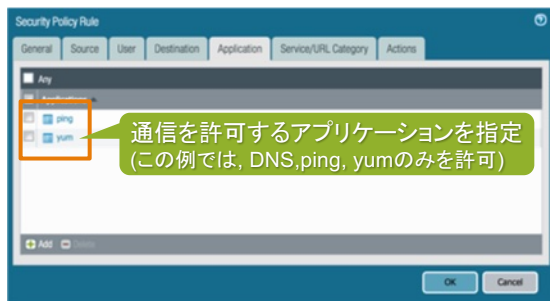 Security Policy Rule
General Source User Destination Application Service/URL Category Actions
Any
Applications
ping
yum
通信を許可するアプリケーションを指定
(この例では, DNS,ping, yumのみを許可)
Add Delete
OK Cancel